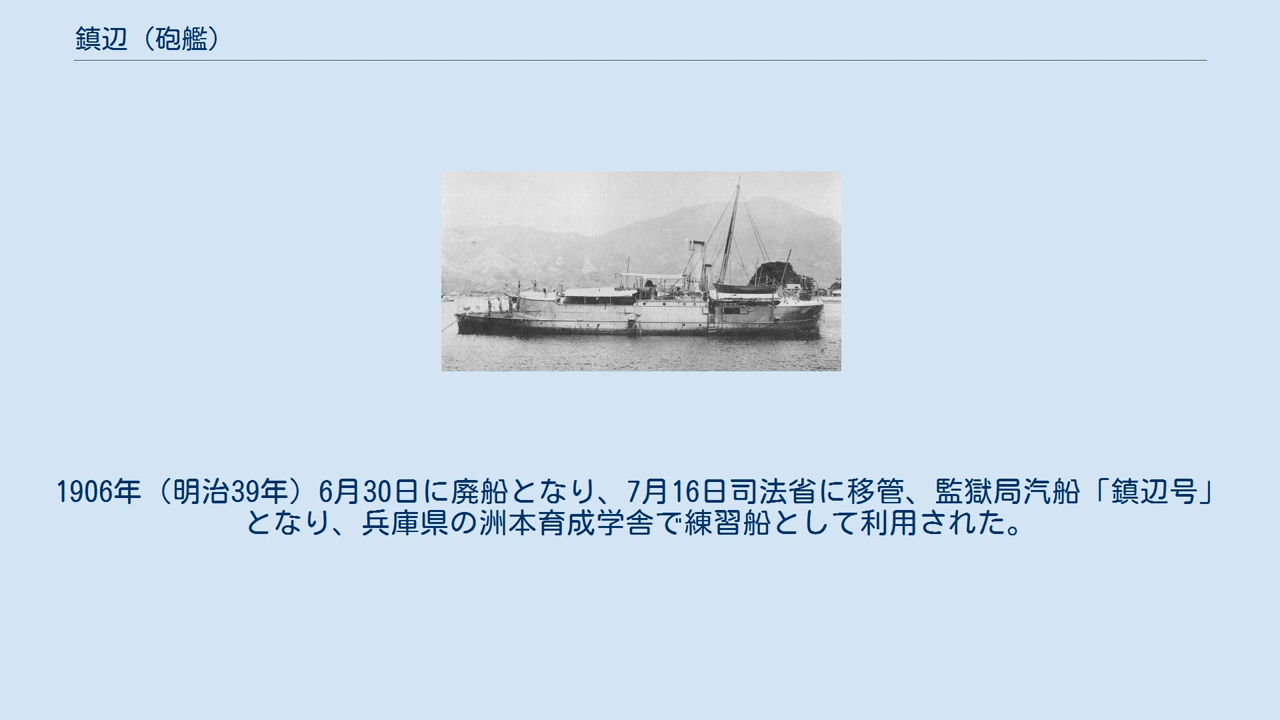 鎮辺（砲艦）
1906年（明治39年）6月30日に廃船となり、7月16日司法省に移管、監獄局汽船「鎮辺号」
となり、兵庫県の洲本育成学舎で練習船として利用された。